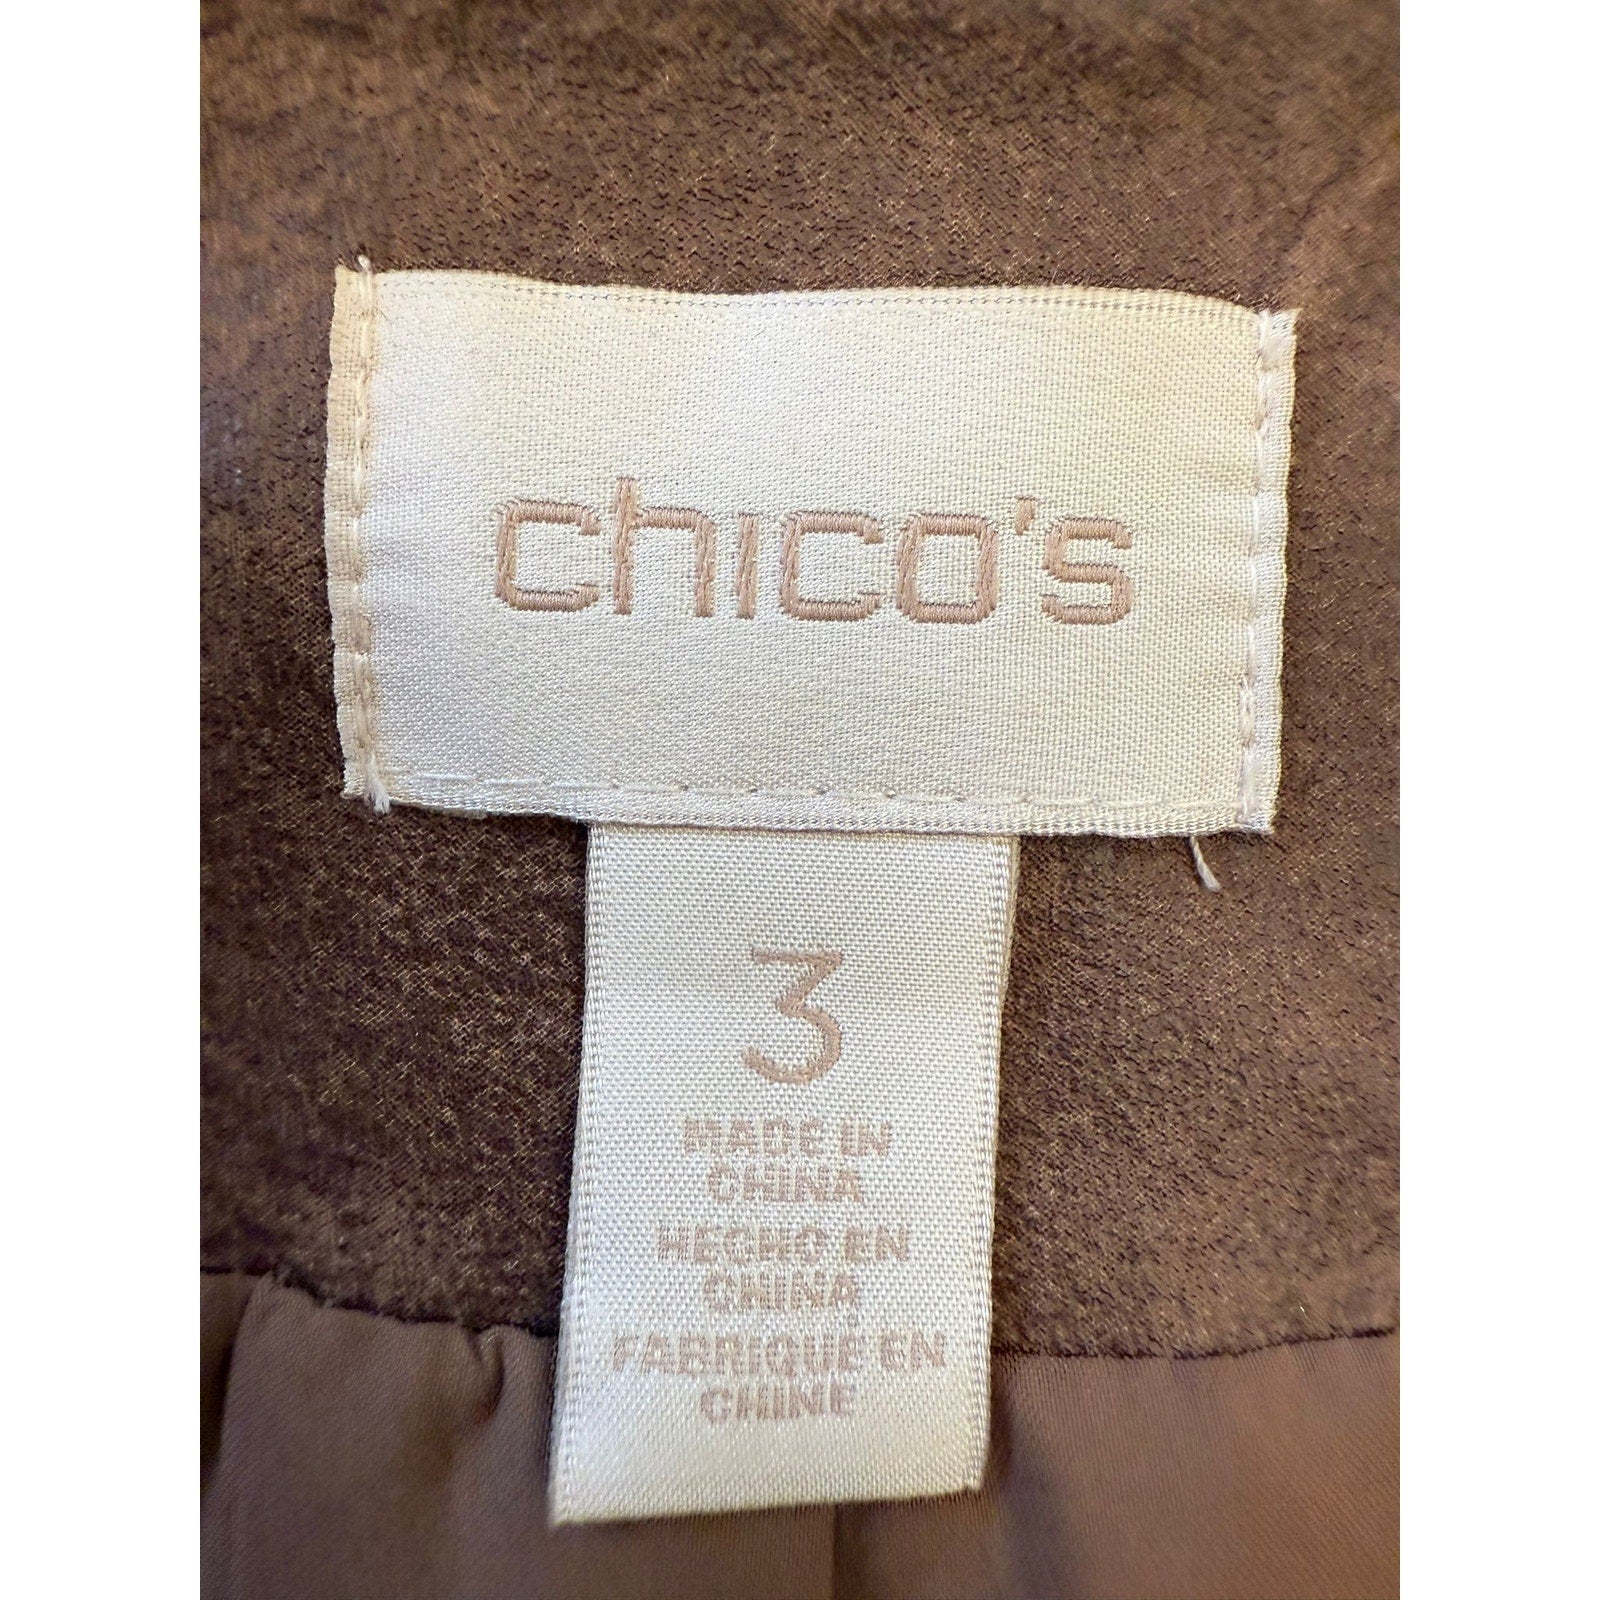 chico's
3
MADE IN
CHINA
HECHO EN
CHINA
FABRIQUE EN
CHINE